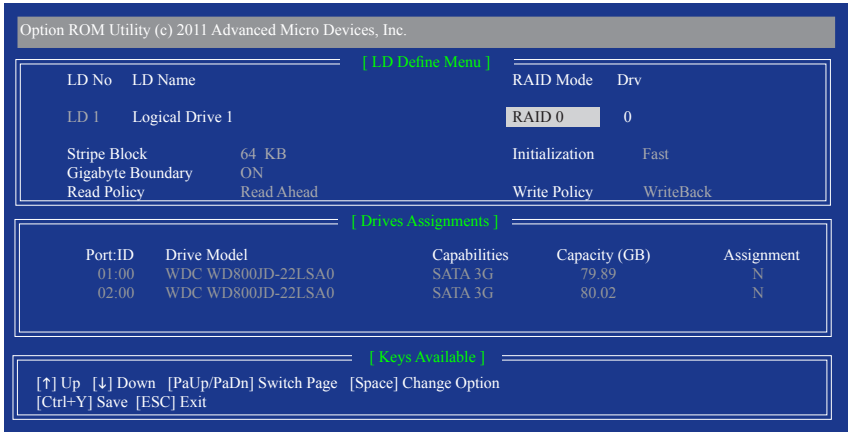 Option ROM Utility (c) 2011 Advanced Micro Devices, Inc.
[ LD Define Menu ]
LD No LD Name RAID Mode Drv
LD 1 Logical Drive 1 RAID 0 0
Stripe Block 64 KB Initialization Fast
Gigabyte Boundary ON
Read Policy Read Ahead Write Policy WriteBack
[ Drives Assignments ]
Port:ID Drive Model Capabilities Capacity (GB) Assignment
01:00 WDC WD800JD-22LSA0 SATA 3G 79.89 N
02:00 WDC WD800JD-22LSA0 SATA 3G 80.02 N
[ Keys Available ]
[↑] Up [↓] Down [PaUp/PaDn] Switch Page [Space] Change Option
[Ctrl+Y] Save [ESC] Exit